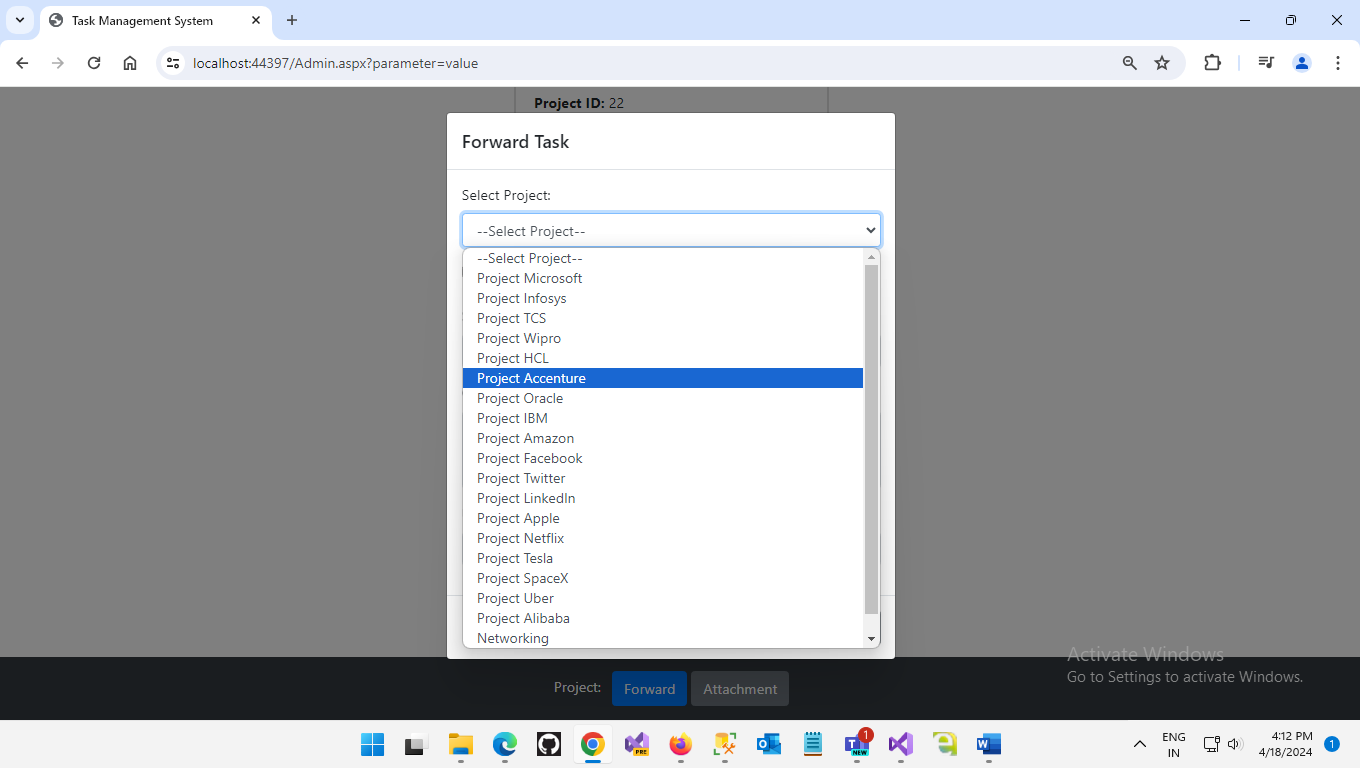 Task Management System
localhost:44397/Admin.aspx?parameter=value
Project ID: 22
Forward Task
Select Project:
--Select Project--
--Select Project--
Project Microsoft
Project Infosys
Project TCS
Project Wipro
Project HCL
Project Accenture
Project Oracle
Project IBM
Project Amazon
Project Facebook
Project Twitter
Project LinkedIn
Project Apple
Project Netflix
Project Tesla
Project SpaceX
Project Uber
Project Alibaba
Networking
Activate Windows
Go to Settings to activate Windows.
Project:
Forward
Attachment
PRE
1
NEW
ENG
IN
4:12 PM
4/18/2024
1